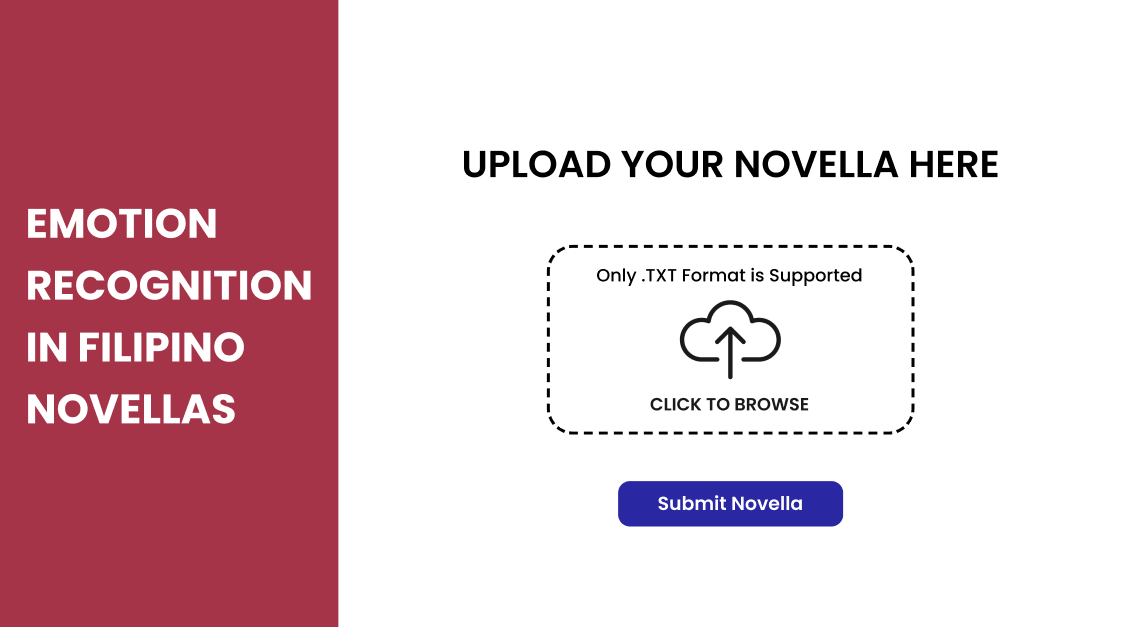 EMOTION
RECOGNITION
IN FILIPINO
NOVELLAS
UPLOAD YOUR NOVELLA HERE
Only .TXT Format is Supported
CLICK TO BROWSE
Submit Novella